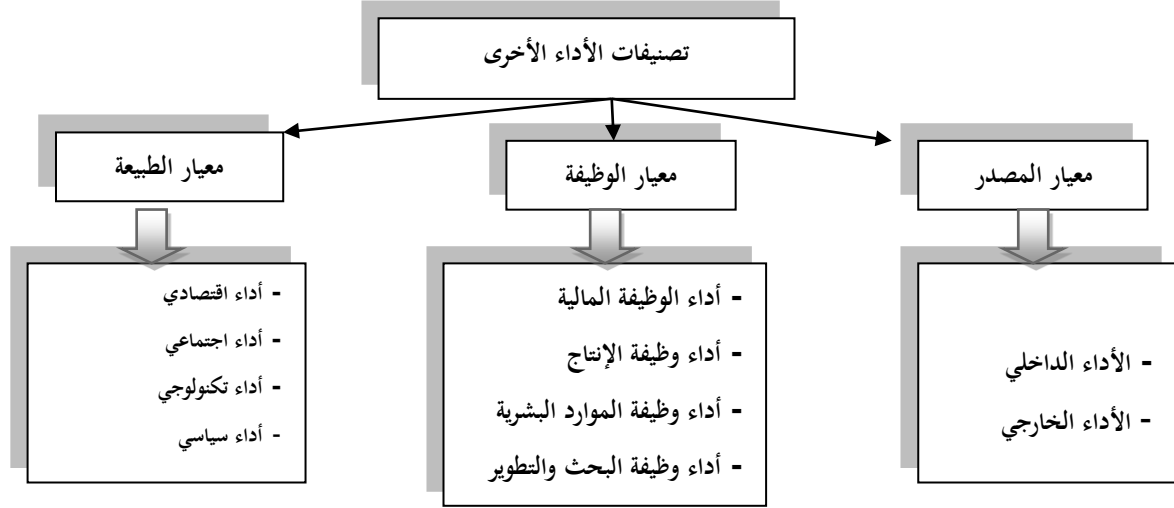 تصنيفات الأداء الأخرى
معيار المصدر
معيار الوظيفة
معيار الطبيعة
- الأداء الداخلي
- الأداء الخارجي
- أداء الوظيفة المالية
- أداء وظيفة الإنتاج
- أداء وظيفة الموارد البشرية
- أداء وظيفة البحث والتطوير
- أداء اقتصادي
- أداء اجتماعي
- أداء تكنولوجي
- أداء سياسي